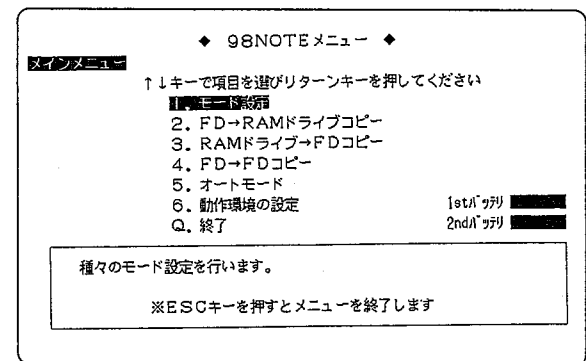 ◆ 98NOTEメニュー ◆
メインメニュー
↑↓キーで項目を選びリターンキーを押してください
1. モード設定
2. FD→RAMドライブコピー
3. RAMドライブ→FDコピー
4. FD→FDコピー
5. オートモード
6. 動作環境の設定
1stバッテリ
Q. 終了
2ndバッテリ
種々のモード設定を行います。
※ESCキーを押すとメニューを終了します